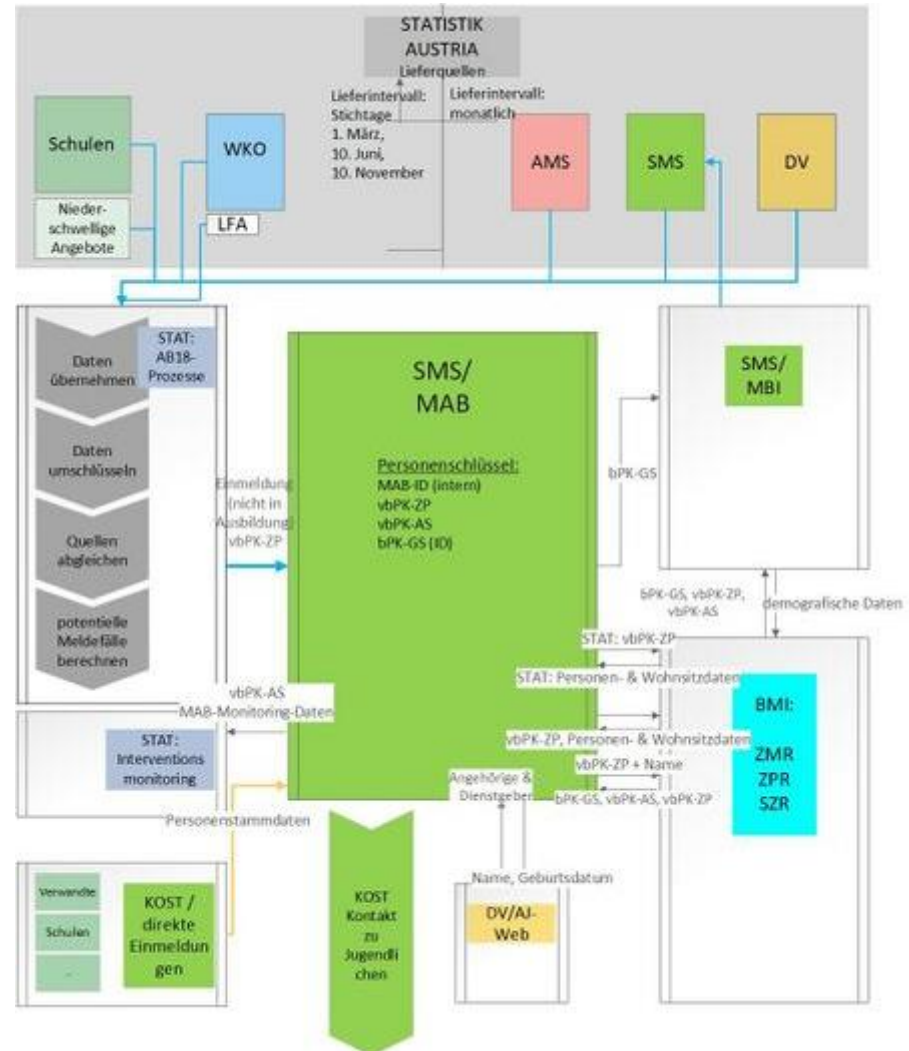 STATISTIK
AUSTRIA
Lieferquellen
Lieferintervall:
Stichtage
1. März,
10. Juni,
10. November
Lieferintervall:
monatlich
Schulen
Nieder-
schwellige
Angebote
WKO
LFA
AMS
SMS
DV
STAT:
AB18-
Prozesse
Daten
übernehmen
Daten
umschlüsseln
Quellen
abgleichen
potentielle
Meldefälle
berechnen
Einmeldung
(nicht in
Ausbildung)
vbPK-ZP
SMS/
MAB
Personenschlüssel:
MAB-ID (intern)
vbPK-ZP
vbPK-AS
bPK-GS (ID)
bPK-GS
SMS/
MBI
bPK-GS, vbPK-ZP,
vbPK-AS
demografische Daten
STAT: vbPK-ZP
STAT: Personen- & Wohnsitzdaten
vbPK-ZP, Personen- & Wohnsitzdaten
vbPK-ZP + Name
bPK-GS, vbPK-AS, vbPK-ZP
BMI:
ZMR
ZPR
SZR
vbPK-AS
MAB-Monitoring-Daten
STAT:
Interventions
monitoring
Personenstammdaten
Angehörige &
Dienstgeber
Name, Geburtsdatum
DV/AJ-
Web
Verwandte
Schulen
..
KOST /
direkte
Einmeldun
gen
KOST
Kontakt
zu
Jugendli
chen